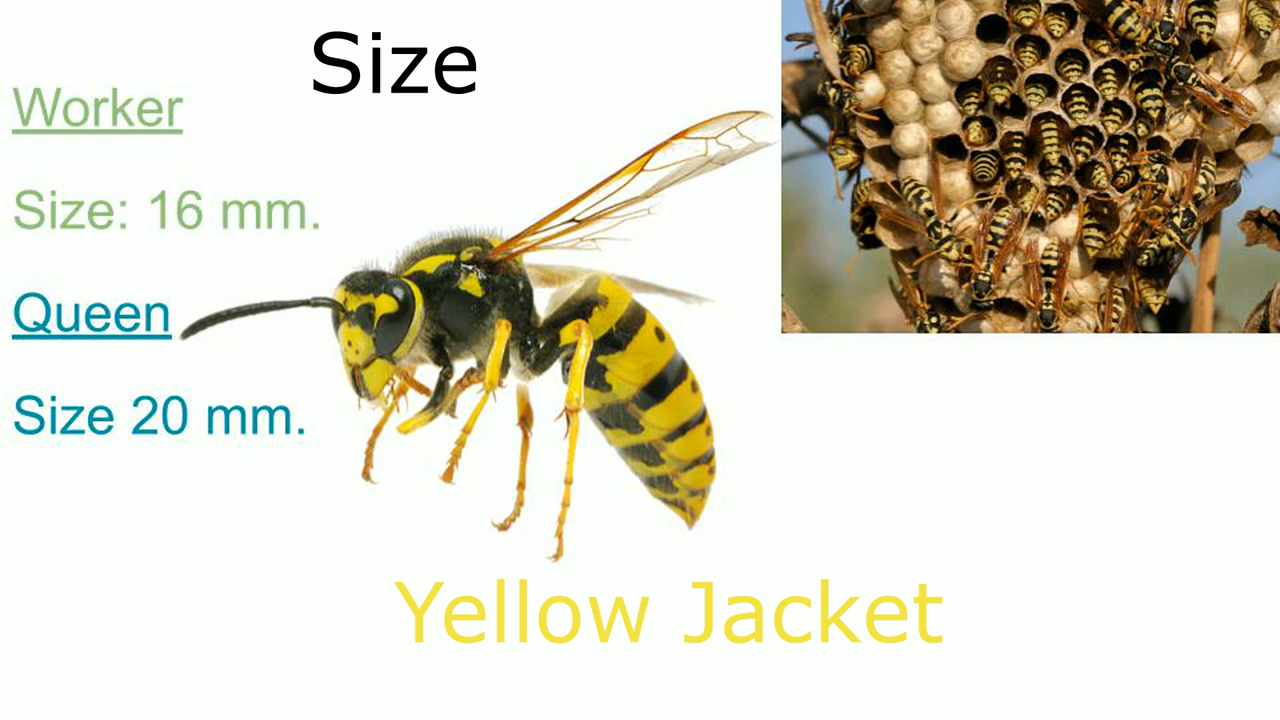 Size
Worker
Size: 16 mm.
Queen
Size 20 mm.
Yellow Jacket